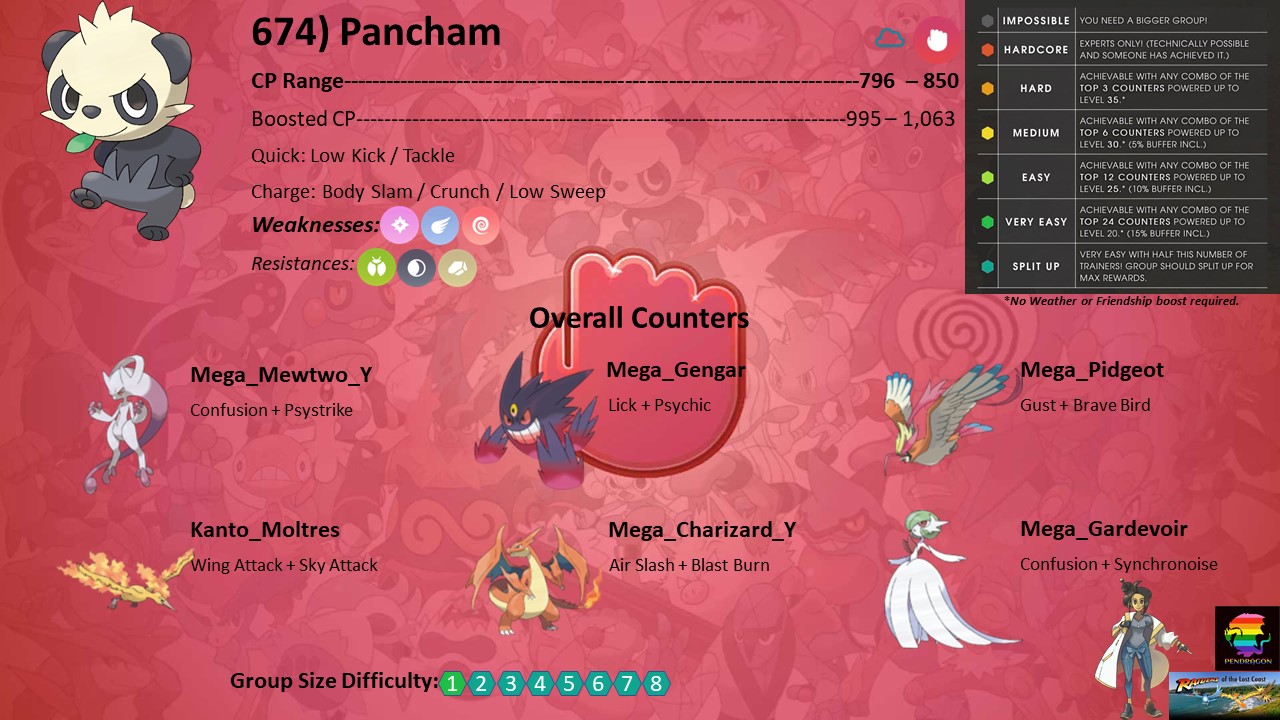 674) Pancham
CP Range-------------------------------------------------------------------------796 – 850
Boosted CP---------------------------------------------------------------------995 – 1,063
Quick: Low Kick / Tackle
Charge: Body Slam / Crunch / Low Sweep
Weaknesses:
Resistances:
IMPOSSIBLE YOU NEED A BIGGER GROUP!
HARDCORE EXPERTS ONLY! (TECHNICALLY POSSIBLE
AND SOMEONE HAS ACHIEVED IT.)
HARD ACHIEVABLE WITH ANY COMBO OF THE
TOP 3 COUNTERS POWERED UP TO
LEVEL 35.*
MEDIUM ACHIEVABLE WITH ANY COMBO OF THE
TOP 6 COUNTERS POWERED UP TO
LEVEL 30.* (5% BUFFER INCL.)
EASY ACHIEVABLE WITH ANY COMBO OF THE
TOP 12 COUNTERS POWERED UP TO
LEVEL 25.* (10% BUFFER INCL.)
VERY EASY ACHIEVABLE WITH ANY COMBO OF THE
TOP 24 COUNTERS POWERED UP TO
LEVEL 20.* (15% BUFFER INCL.)
SPLIT UP VERY EASY WITH HALF THIS NUMBER OF
TRAINERS! GROUP SHOULD SPLIT UP FOR
MAX REWARDS.
*No Weather or Friendship boost required.
Overall Counters
Mega_Mewtwo_Y
Confusion + Psystrike
Mega_Gengar
Lick + Psychic
Mega_Pidgeot
Gust + Brave Bird
Kanto_Moltres
Wing Attack + Sky Attack
Mega_Charizard_Y
Air Slash + Blast Burn
Mega_Gardevoir
Confusion + Synchronoise
Group Size Difficulty: 1 2 3 4 5 6 7 8
PENDRAGON
RAIDERS of the Lost Coast